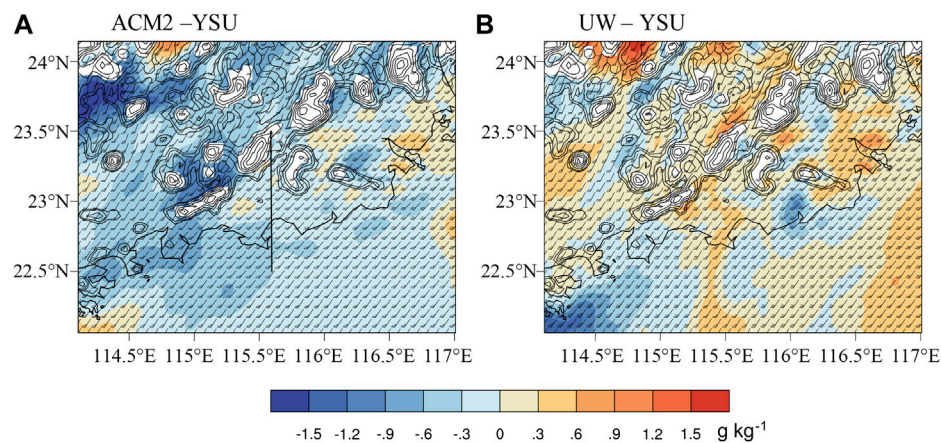 A ACM2 –YSU
B UW – YSU
24°N
23.5°N
23°N
22.5°N
24°N
23.5°N
23°N
22.5°N
114.5°E 115°E 115.5°E 116°E 116.5°E 117°E
114.5°E 115°E 115.5°E 116°E 116.5°E 117°E
-1.5 -1.2 -.9 -.6 -.3 0 .3 .6 .9 1.2 1.5 g kg-1